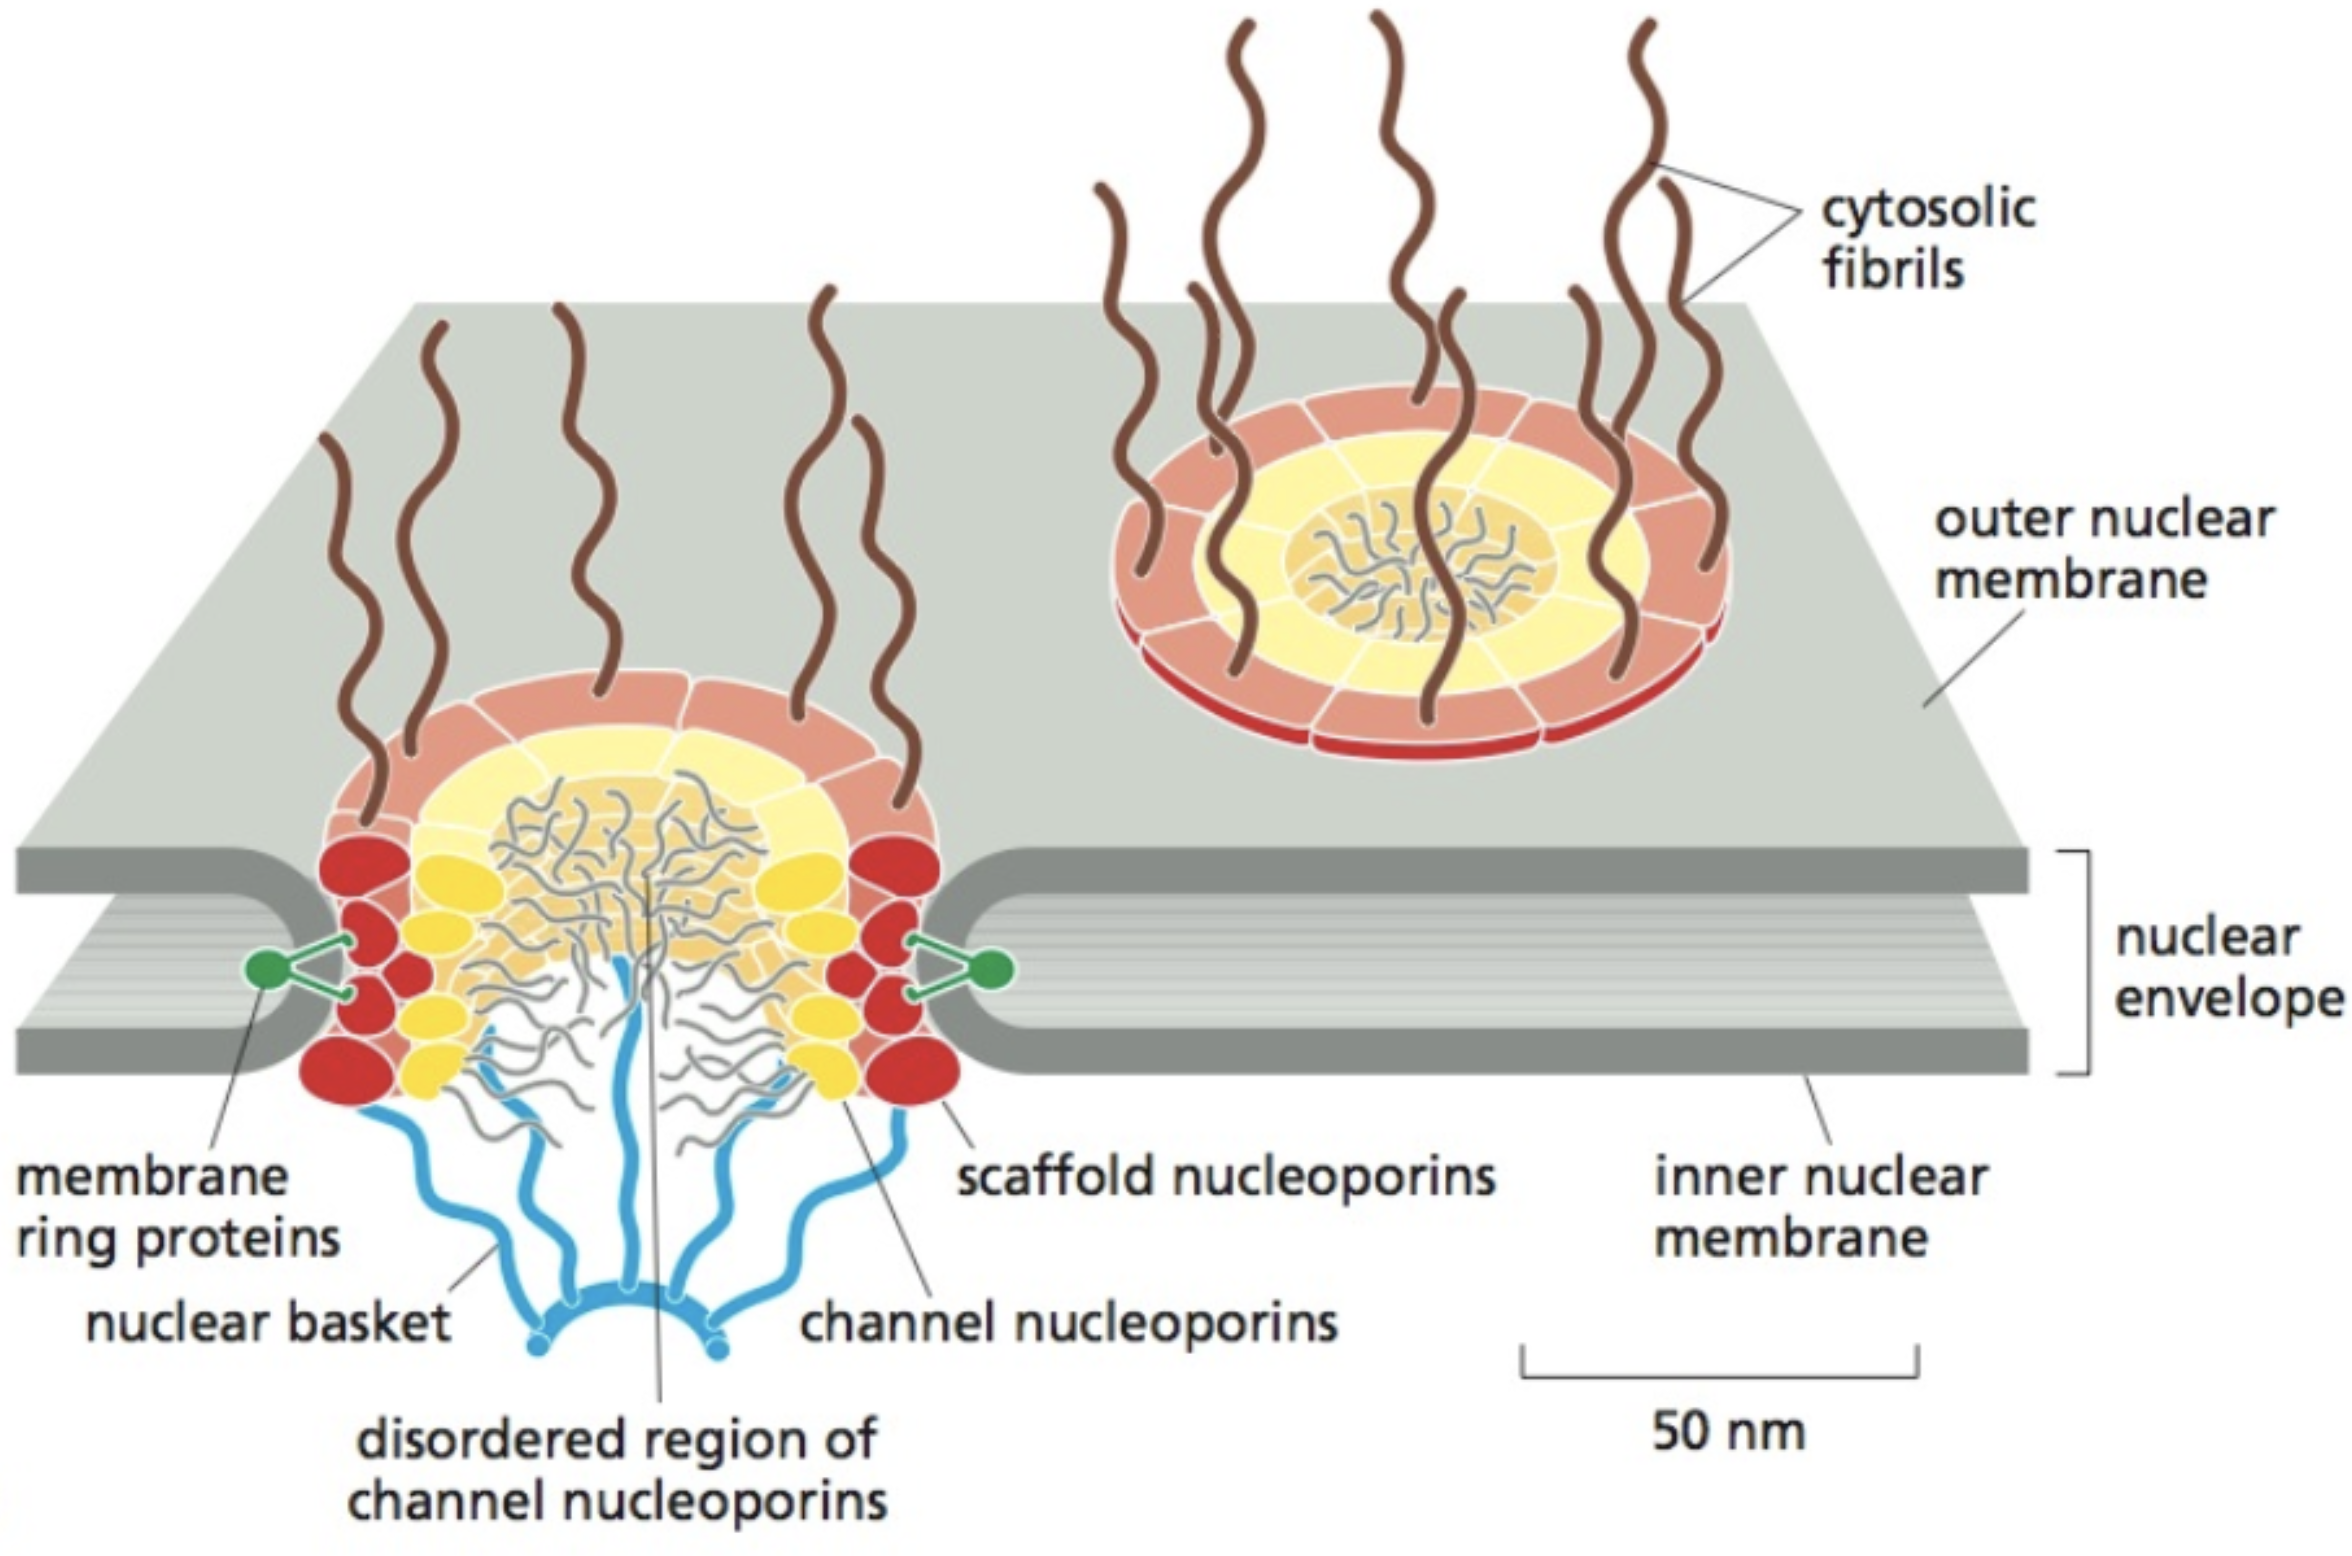 cytosolic
fibrils
outer nuclear
membrane
nuclear
envelope
membrane
ring proteins
scaffold nucleoporins
inner nuclear
membrane
nuclear basket
channel nucleoporins
disordered region of
channel nucleoporins
50 nm